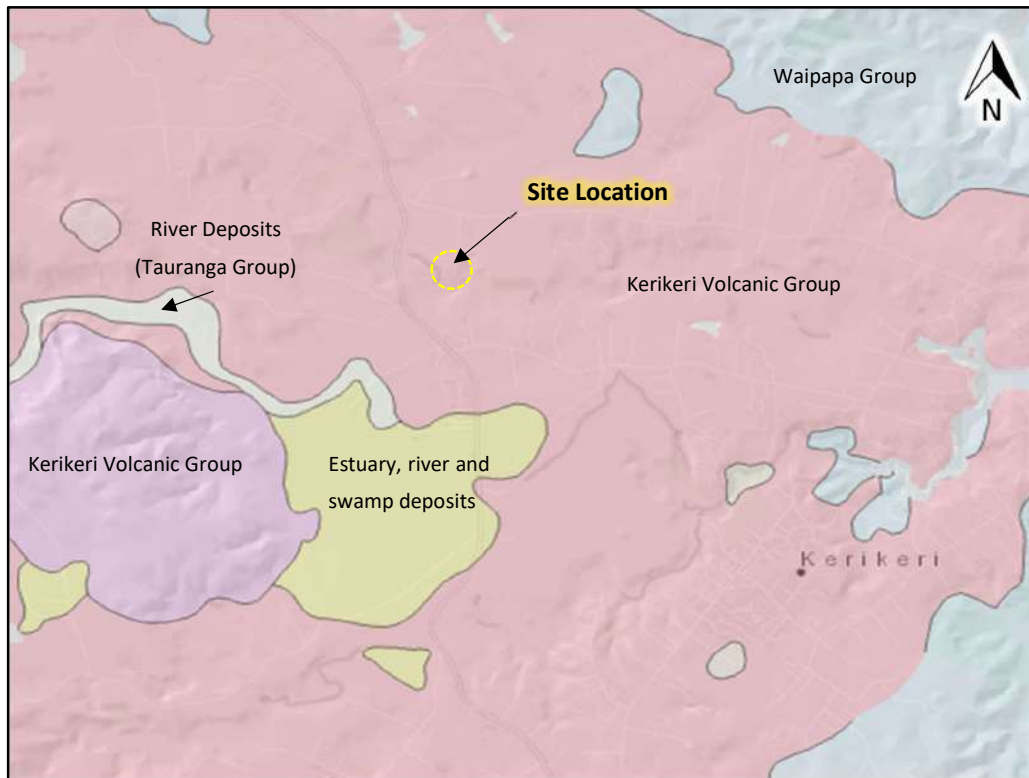 Waipapa Group
N
Site Location
River Deposits
(Tauranga Group)
Kerikeri Volcanic Group
Kerikeri Volcanic Group
Estuary, river and
swamp deposits
Kerikeri